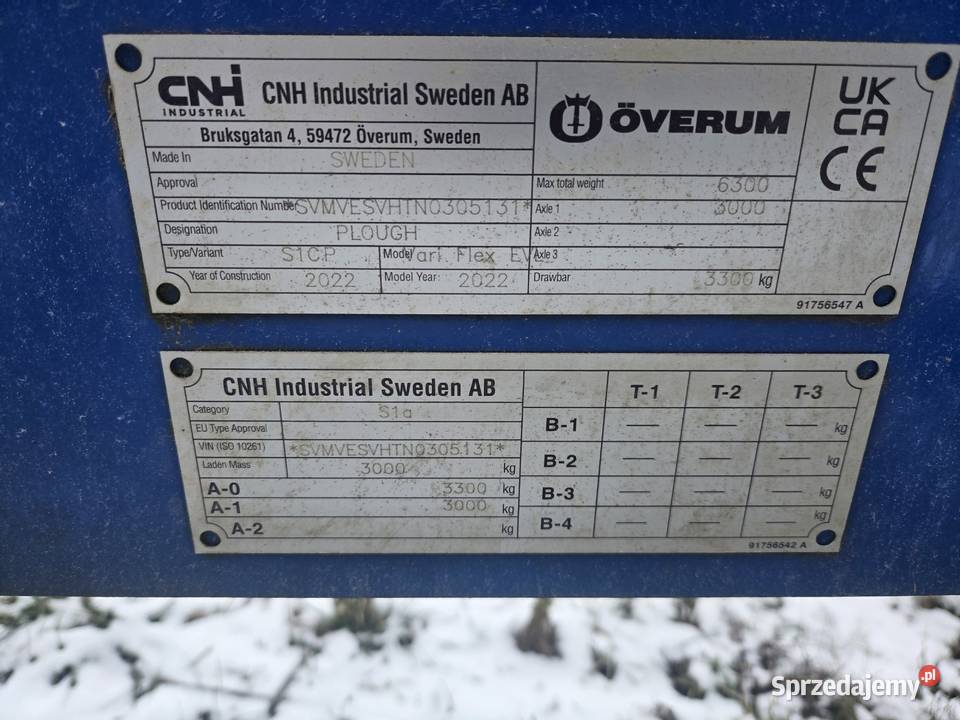 CNH INDUSTRIAL CNH Industrial Sweden AB
Bruksgatan 4, 59472 Överum, Sweden
Made In SWEDEN
Approval
Product Identification Number *SVMVESVHTN0305131*
Designation PLOUGH
Type/Variant S1CP Model Vari Flex EVL
Year of Construction 2022 Model Year: 2022
ÖVERUM
Max total weight 6300
Axle 1 3000
Axle 2
Axle 3
Drawbar 3300 kg
UK
CA
CE
91756547 A
CNH Industrial Sweden AB
Category S1a
EU Type Approval
VIN (ISO 10261) *SVMVESVHTN0305131*
Laden Mass 3000 kg
A-0 3300 kg
A-1 3000 kg
A-2 kg
T-1 T-2 T-3
B-1 — — — kg
B-2 — — — kg
B-3 — — — kg
B-4 — — — kg
91756542 A
Sprzedajemy.pl